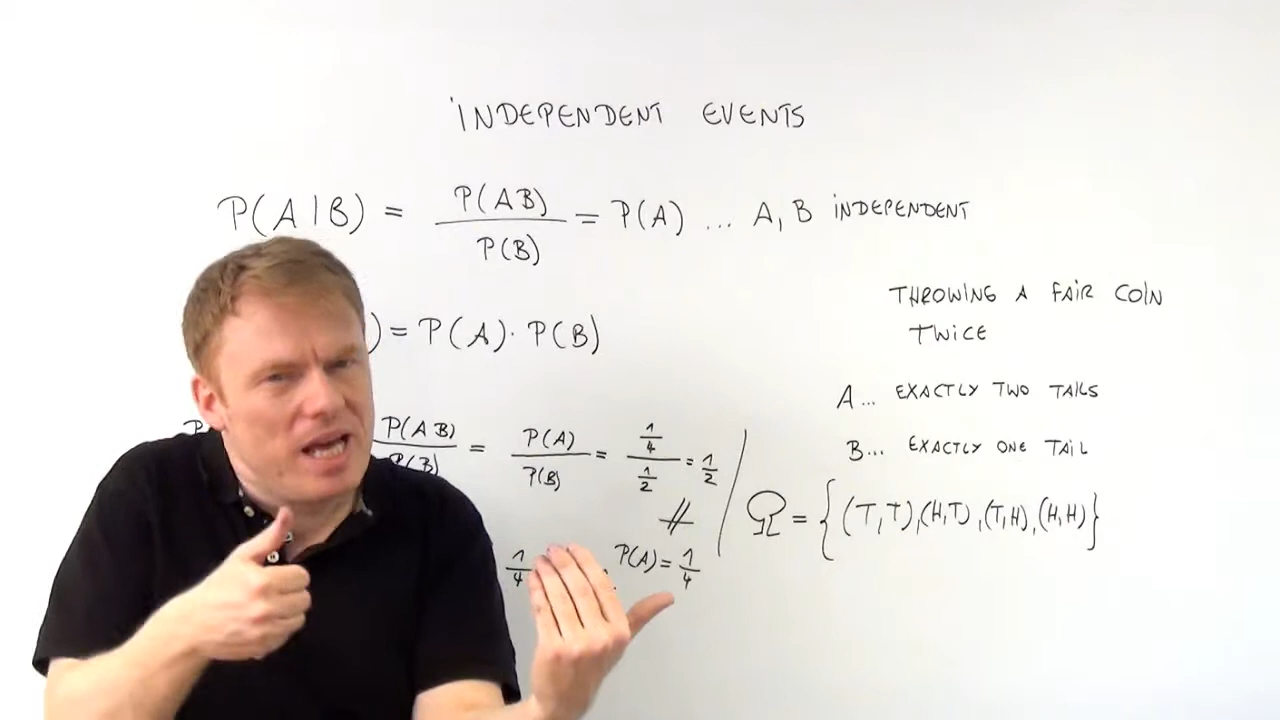 INDEPENDENT EVENTS
P(A|B) = P(AB)/P(B) = P(A) ... A, B INDEPENDENT
) = P(A) · P(B)
P(AB)/P(B) = P(A)/P(B) = 1/4 / 1/2 = 1/2
1/4 P(A) = 1/4
THROWING A FAIR COIN
TWICE
A... EXACTLY TWO TAILS
B... EXACTLY ONE TAIL
Ω = {(T,T),(H,T),(T,H),(H,H)}